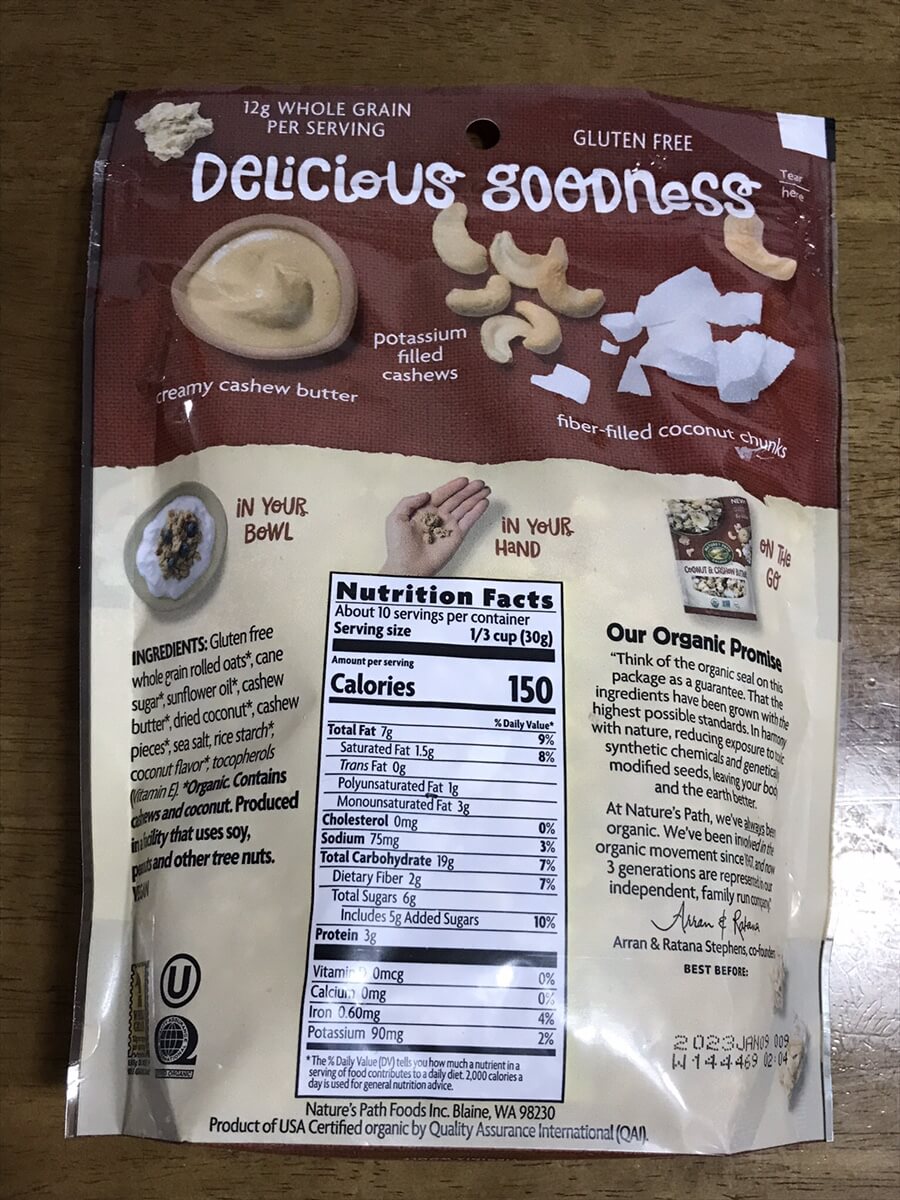 12g WHOLE GRAIN
PER SERVING
GLUTEN FREE
Tear
here
Delicious goodness
potassium
filled
cashews
creamy cashew butter
fiber-filled coconut chunks
in your
bowl
in your
hand
on the
go
NEW
COCONUT & CASHEW BUTTER
INGREDIENTS: Gluten free
whole grain rolled oats*, cane
sugar*, sunflower oil*, cashew
butter*, dried coconut*, cashew
pieces*, sea salt, rice starch*,
coconut flavor*, tocopherols
(vitamin E). *Organic. Contains
cashews and coconut. Produced
in a facility that uses soy,
peanuts and other tree nuts.
VEGAN
U
Nutrition Facts
About 10 servings per container
Serving size 1/3 cup (30g)
Amount per serving
Calories 150
% Daily Value*
Total Fat 7g 9%
Saturated Fat 1.5g 8%
Trans Fat 0g
Polyunsaturated Fat 1g
Monounsaturated Fat 3g
Cholesterol 0mg 0%
Sodium 75mg 3%
Total Carbohydrate 19g 7%
Dietary Fiber 2g 7%
Total Sugars 6g
Includes 5g Added Sugars 10%
Protein 3g
Vitamin D 0mcg 0%
Calcium 0mg 0%
Iron 0.60mg 4%
Potassium 90mg 2%
*The % Daily Value (DV) tells you how much a nutrient in a
serving of food contributes to a daily diet. 2,000 calories a
day is used for general nutrition advice.
Our Organic Promise
"Think of the organic seal on this
package as a guarantee. That the
ingredients have been grown with the
highest possible standards. In harmony
with nature, reducing exposure to toxic
synthetic chemicals and genetically
modified seeds, leaving your body
and the earth better.
At Nature's Path, we've always been
organic. We've been involved in the
organic movement since 1967, and now
3 generations are represented in our
independent, family run company."
Arran & Ratana
Arran & Ratana Stephens, co-founders
BEST BEFORE:
2023JAN09 009
W144469 02:04
Nature's Path Foods Inc. Blaine, WA 98230
Product of USA Certified organic by Quality Assurance International (QAI).